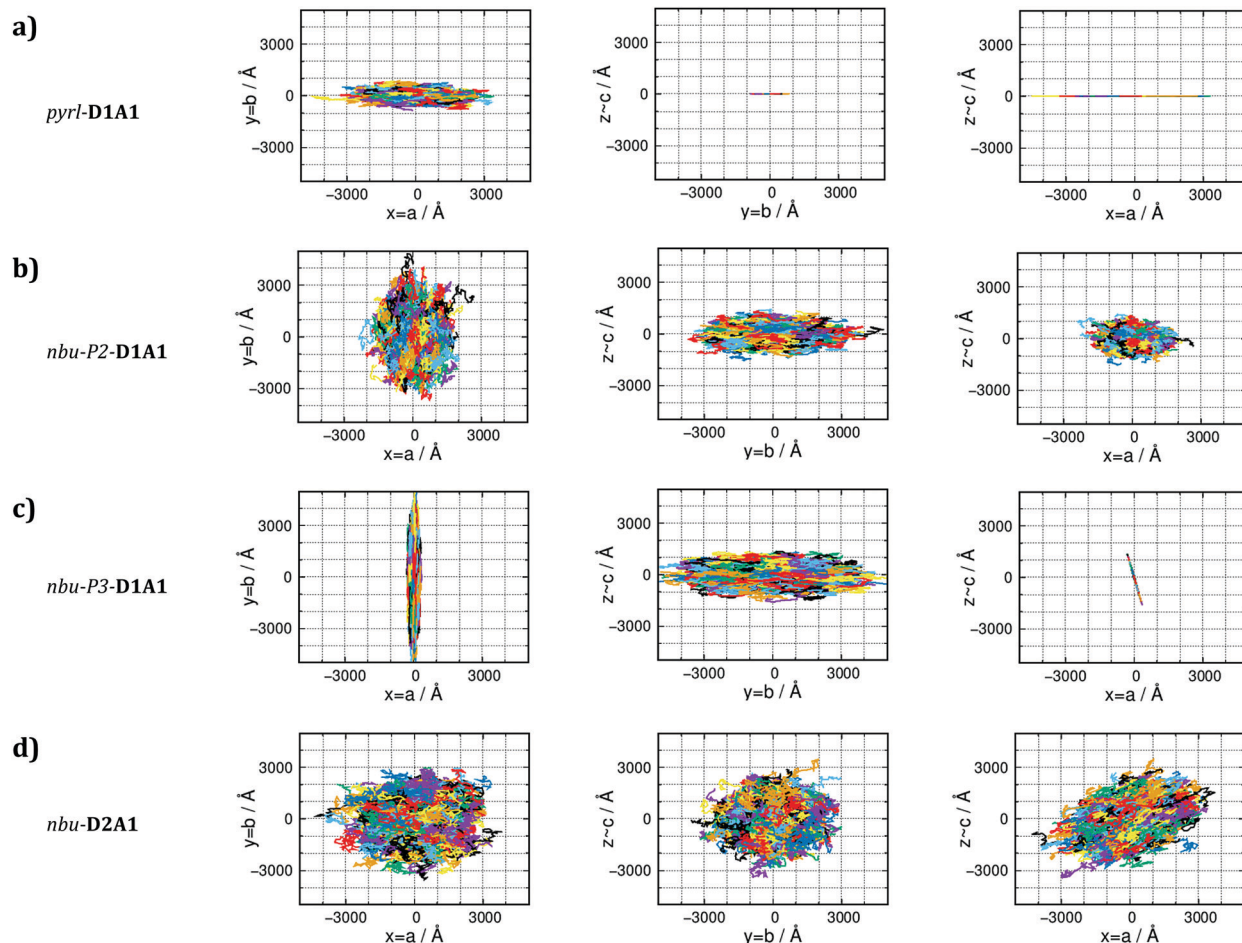 a)
pyrl-D1A1
y=b / Å
3000
0
−3000
−3000
0
3000
x=a / Å
z~c / Å
3000
0
−3000
−3000
0
3000
y=b / Å
z~c / Å
3000
0
−3000
−3000
0
3000
x=a / Å
b)
nbu-P2-D1A1
y=b / Å
3000
0
−3000
−3000
0
3000
x=a / Å
z~c / Å
3000
0
−3000
−3000
0
3000
y=b / Å
z~c / Å
3000
0
−3000
−3000
0
3000
x=a / Å
c)
nbu-P3-D1A1
y=b / Å
3000
0
−3000
−3000
0
3000
x=a / Å
z~c / Å
3000
0
−3000
−3000
0
3000
y=b / Å
z~c / Å
3000
0
−3000
−3000
0
3000
x=a / Å
d)
nbu-D2A1
y=b / Å
3000
0
−3000
−3000
0
3000
x=a / Å
z~c / Å
3000
0
−3000
−3000
0
3000
y=b / Å
z~c / Å
3000
0
−3000
−3000
0
3000
x=a / Å